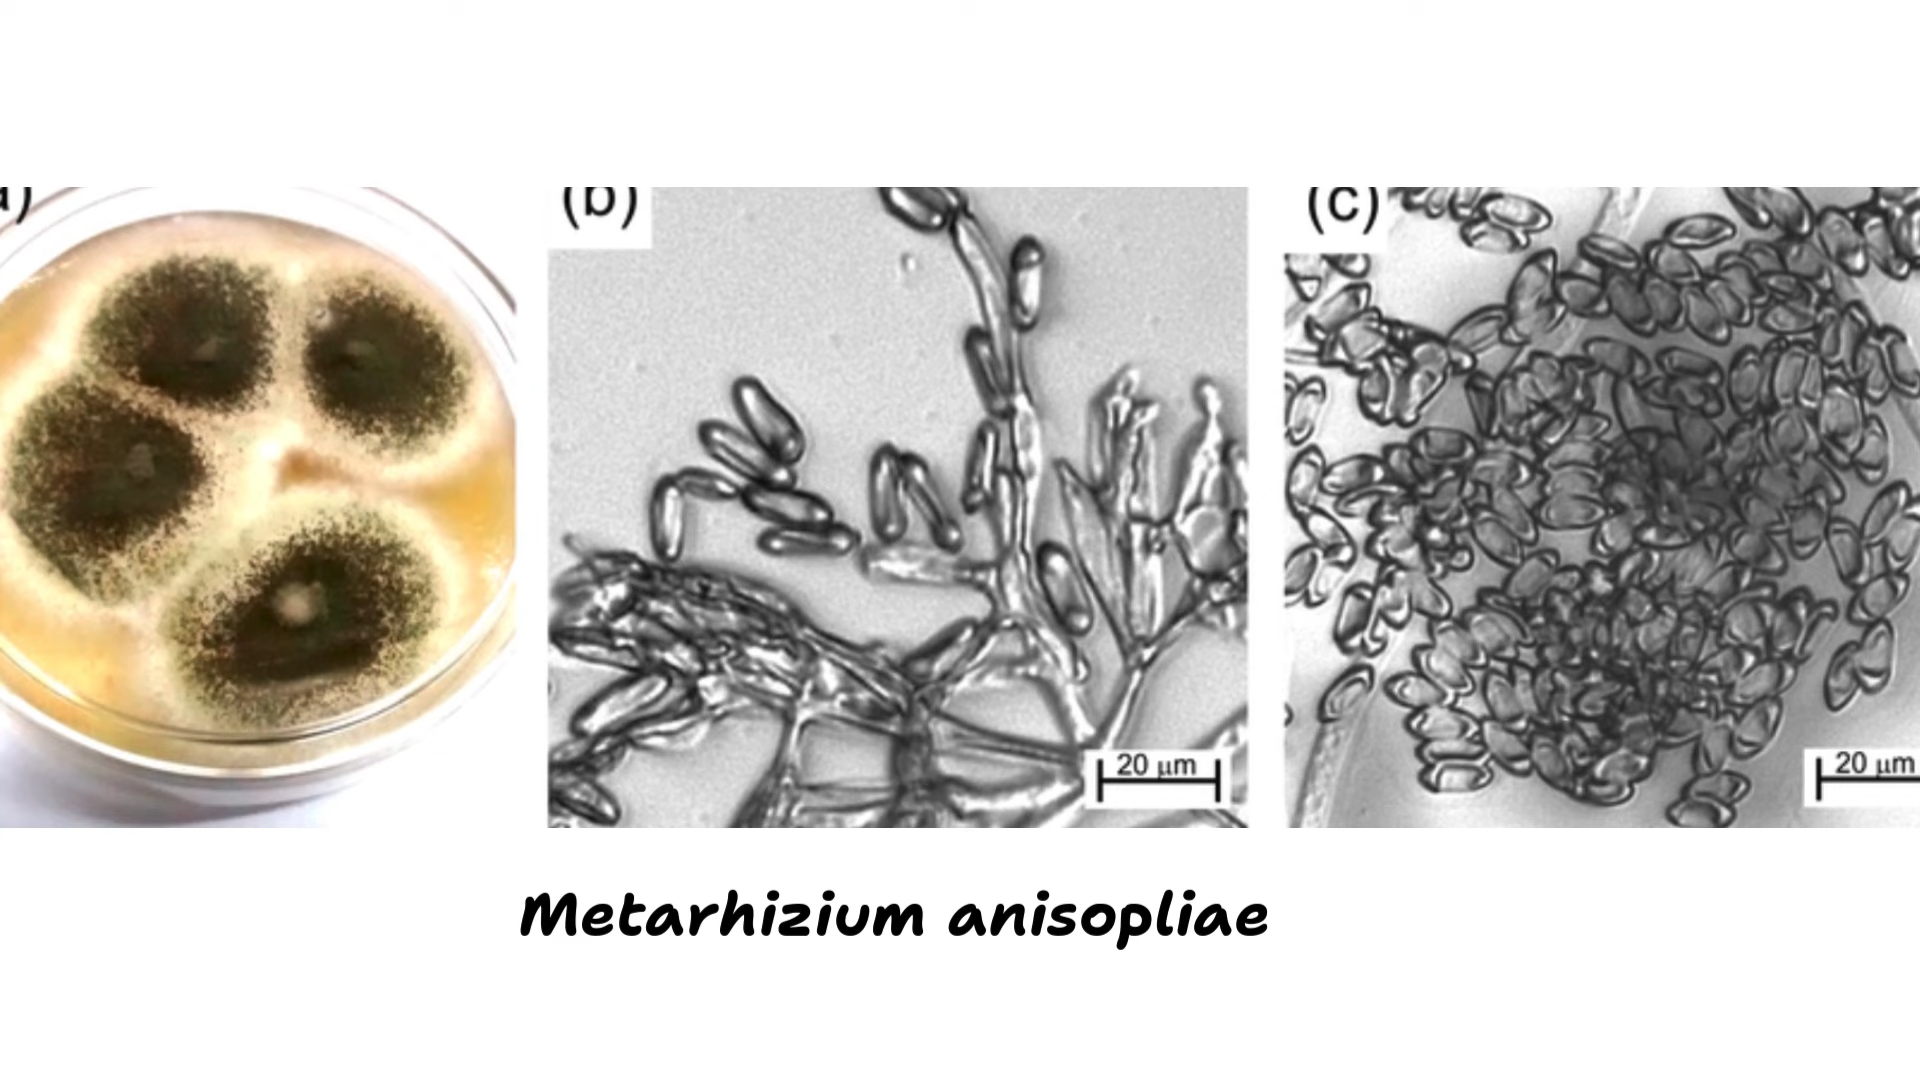 a) (b) (c)
20 μm 20 μm
Metarhizium anisopliae